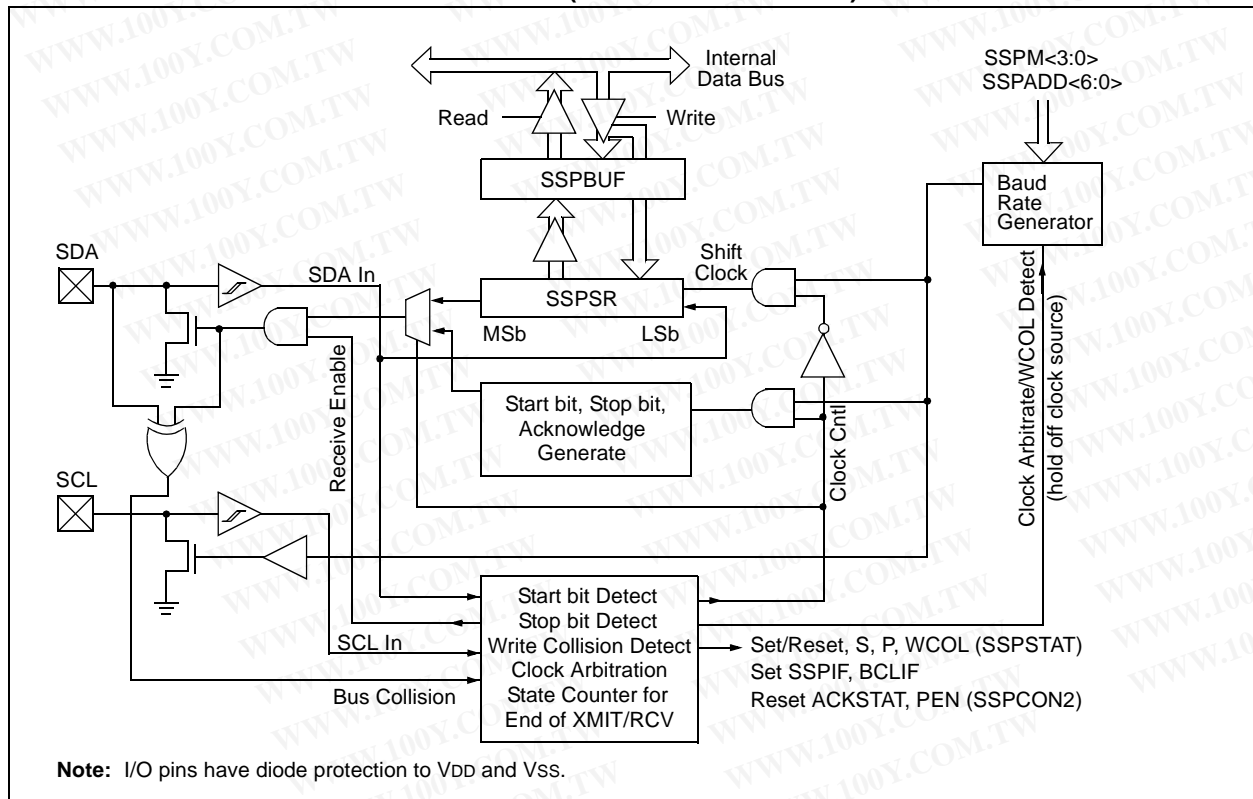 Internal
Data Bus
SSPM<3:0>
SSPADD<6:0>
Read
Write
SSPBUF
Baud
Rate
Generator
SDA
SDA In
Shift
Clock
SSPSR
MSb
LSb
Receive Enable
Start bit, Stop bit,
Acknowledge
Generate
Clock Cntl
Clock Arbitrate/WCOL Detect
(hold off clock source)
SCL
SCL In
Bus Collision
Start bit Detect
Stop bit Detect
Write Collision Detect
Clock Arbitration
State Counter for
End of XMIT/RCV
Set/Reset, S, P, WCOL (SSPSTAT)
Set SSPIF, BCLIF
Reset ACKSTAT, PEN (SSPCON2)
Note: I/O pins have diode protection to VDD and VSS.
WWW.100Y.COM.TW